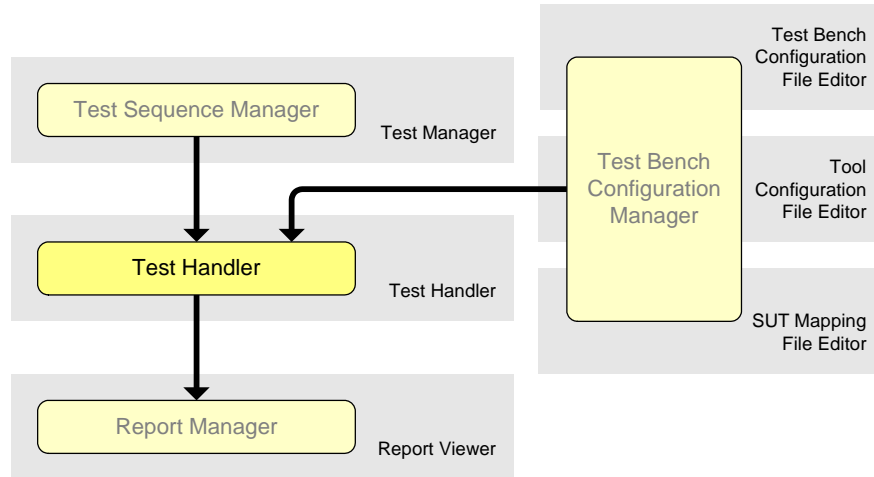 Test Sequence Manager
Test Manager
Test Handler
Test Handler
Report Manager
Report Viewer
Test Bench
Configuration
File Editor
Test Bench
Configuration
Manager
Tool
Configuration
File Editor
SUT Mapping
File Editor